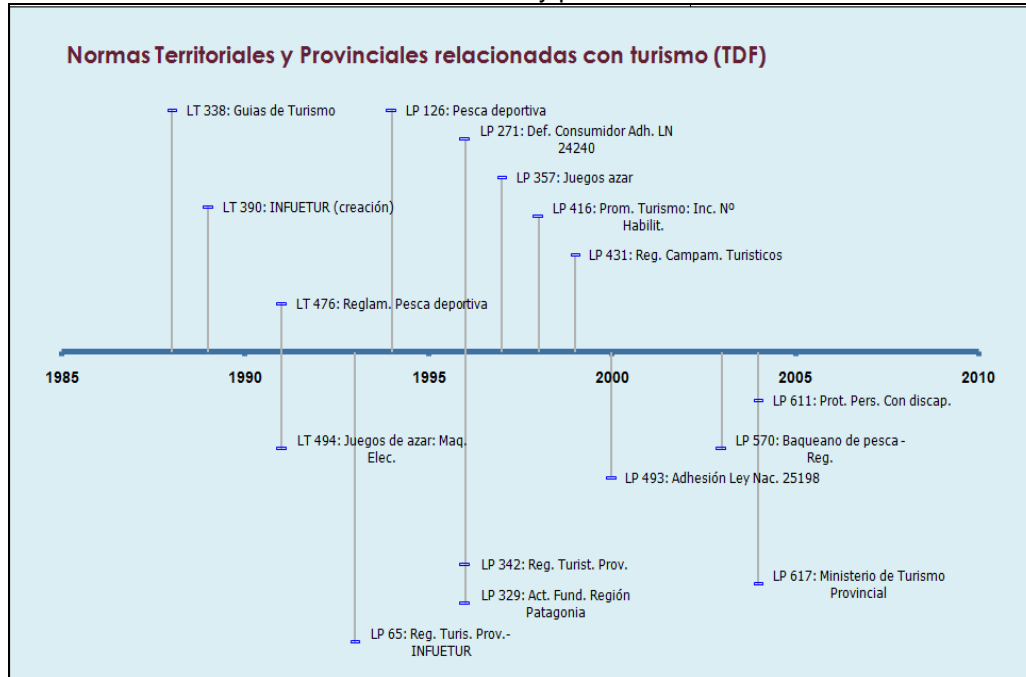 Normas Territoriales y Provinciales relacionadas con turismo (TDF)
LT 338: Guias de Turismo
LP 126: Pesca deportiva
LP 271: Def. Consumidor Adh. LN
24240
LP 357: Juegos azar
LT 390: INFUETUR (creación)
LP 416: Prom. Turismo: Inc. Nº
Habilit.
LP 431: Reg. Campam. Turisticos
LT 476: Reglam. Pesca deportiva
1985
1990
1995
2000
2005
2010
LP 611: Prot. Pers. Con discap.
LT 494: Juegos de azar: Maq.
Elec.
LP 570: Baqueano de pesca -
Reg.
LP 493: Adhesión Ley Nac. 25198
LP 342: Reg. Turist. Prov.
LP 617: Ministerio de Turismo
Provincial
LP 329: Act. Fund. Región
Patagonia
LP 65: Reg. Turis. Prov.-
INFUETUR